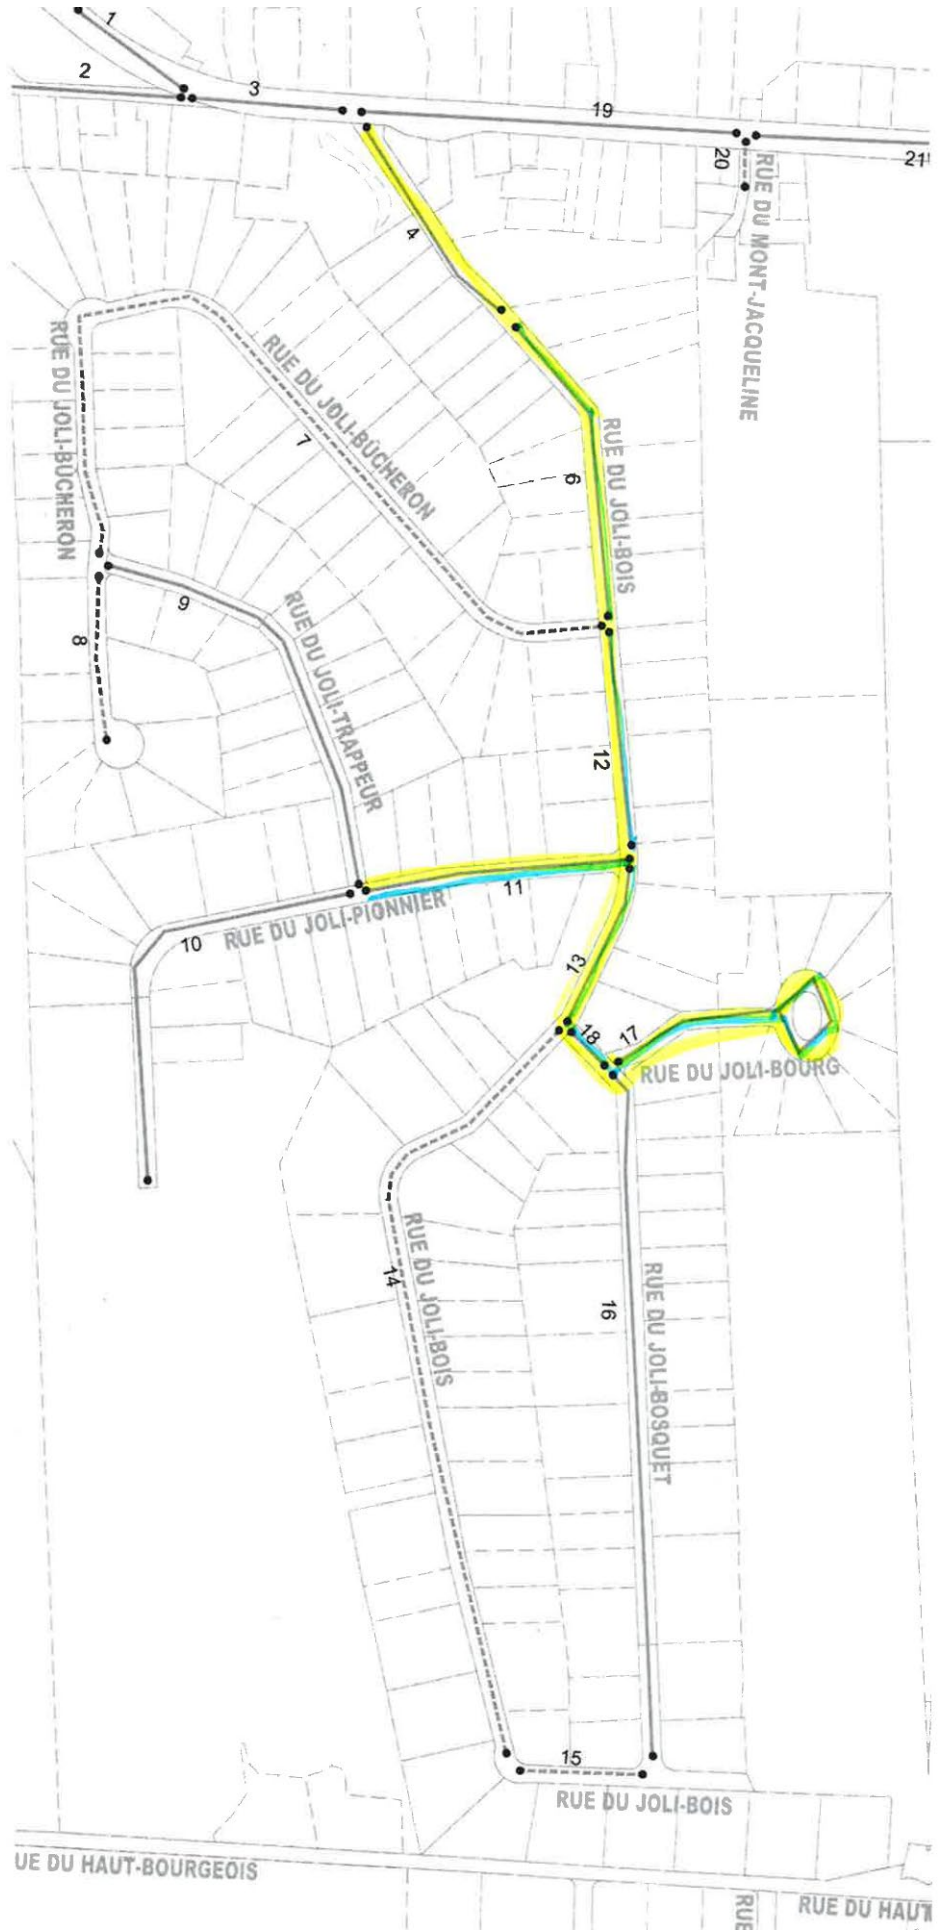 1
2
3
19
20
21
RUE DU MONT-JACQUELINE
4
RUE DU JOLI-BÛCHERON
RUE DU JOLI-BÛCHERON
7
RUE DU JOLI-BOIS
6
9
8
RUE DU JOLI-TRAPPEUR
12
11
RUE DU JOLI-PIONNIER
10
13
18
17
RUE DU JOLI-BOURG
14
RUE DU JOLI-BOIS
16
RUE DU JOLI-BOSQUET
15
RUE DU JOLI-BOIS
UE DU HAUT-BOURGEOIS
RUE
RUE DU HAUT